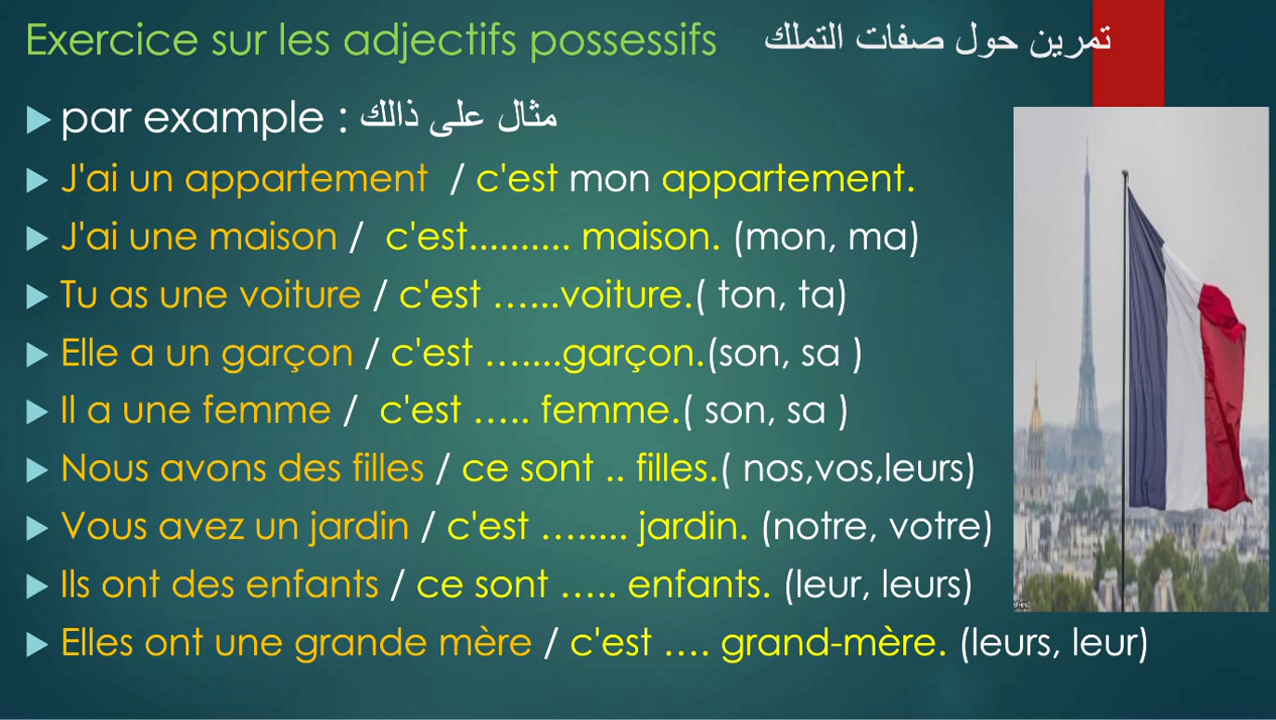 Exercice sur les adjectifs possessifs تمرين حول صفات التملك
par example : مثال على ذالك
J'ai un appartement / c'est mon appartement.
J'ai une maison / c'est.......... maison. (mon, ma)
Tu as une voiture / c'est …...voiture.( ton, ta)
Elle a un garçon / c'est …....garçon.(son, sa )
Il a une femme / c'est ….. femme.( son, sa )
Nous avons des filles / ce sont .. filles.( nos,vos,leurs)
Vous avez un jardin / c'est …..... jardin. (notre, votre)
Ils ont des enfants / ce sont ….. enfants. (leur, leurs)
Elles ont une grande mère / c'est …. grand-mère. (leurs, leur)